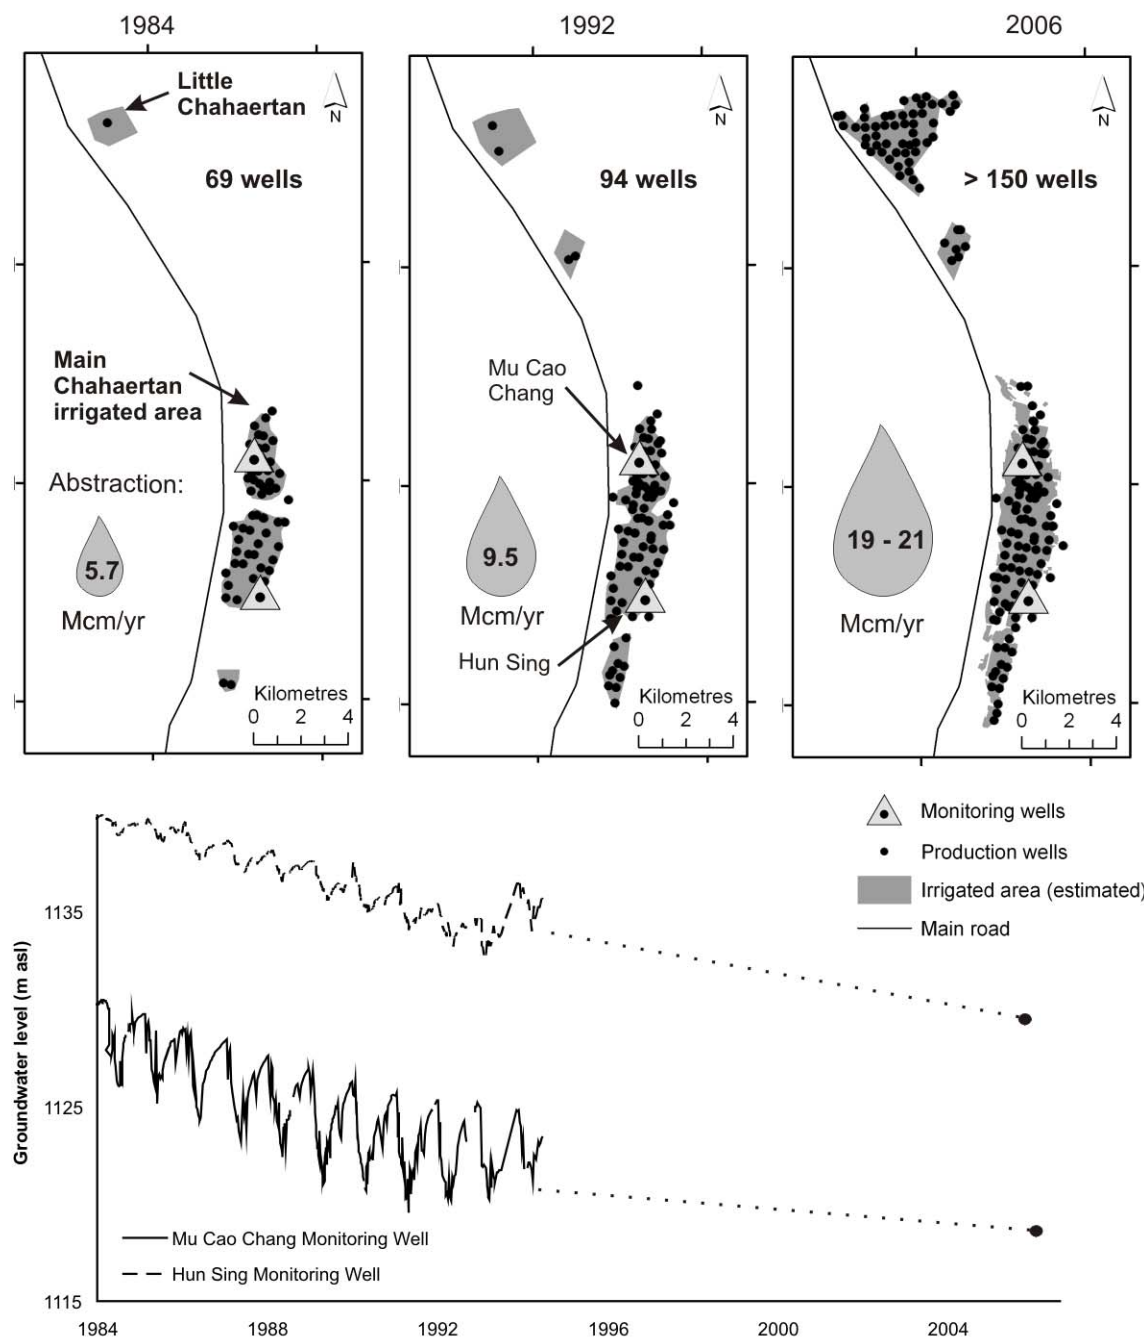 1984
1992
2006
Little
Chahaertan
N
69 wells
Main
Chahaertan
irrigated area
Abstraction:
5.7
Mcm/yr
Kilometres
0 2 4
N
94 wells
Mu Cao
Chang
9.5
Mcm/yr
Hun Sing
Kilometres
0 2 4
N
> 150 wells
19 - 21
Mcm/yr
Kilometres
0 2 4
Monitoring wells
Production wells
Irrigated area (estimated)
Main road
Groundwater level (m asl)
1135
1125
1115
Mu Cao Chang Monitoring Well
Hun Sing Monitoring Well
1984 1988 1992 1996 2000 2004